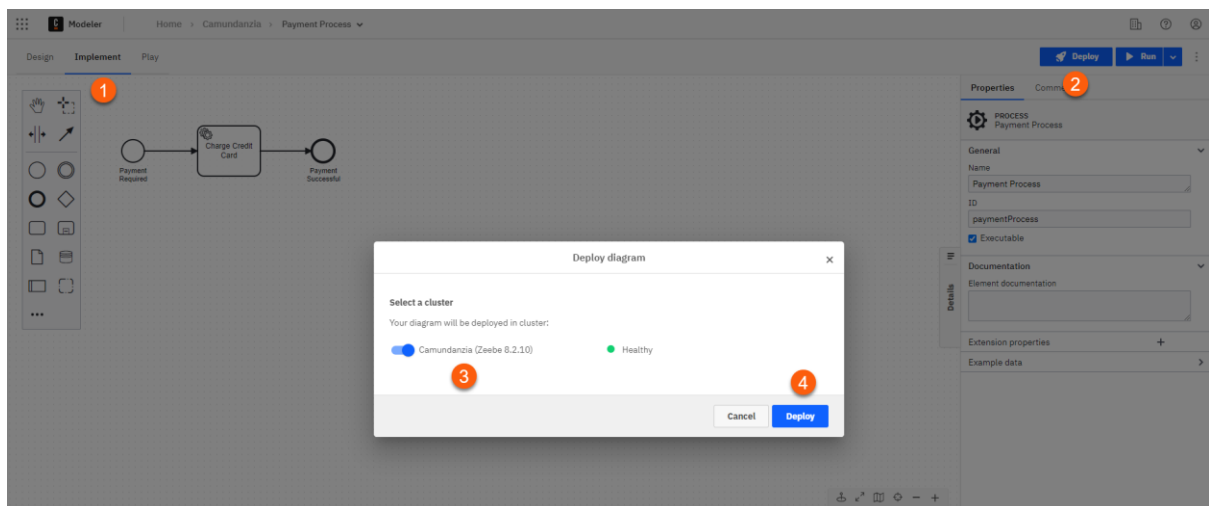 Modeler
Home > Camundanzia > Payment Process
Design Implement Play
Deploy
Run
1
2
Properties
PROCESS
Payment Process
General
Name
Payment Process
ID
paymentProcess
Executable
Documentation
Element documentation
Extension properties
Example data
Details
Charge Credit
Card
Payment
Required
Payment
Successful
Deploy diagram
Select a cluster
Your diagram will be deployed in cluster:
Camundanzia (Zeebe 8.2.10)
Healthy
3
4
Cancel
Deploy